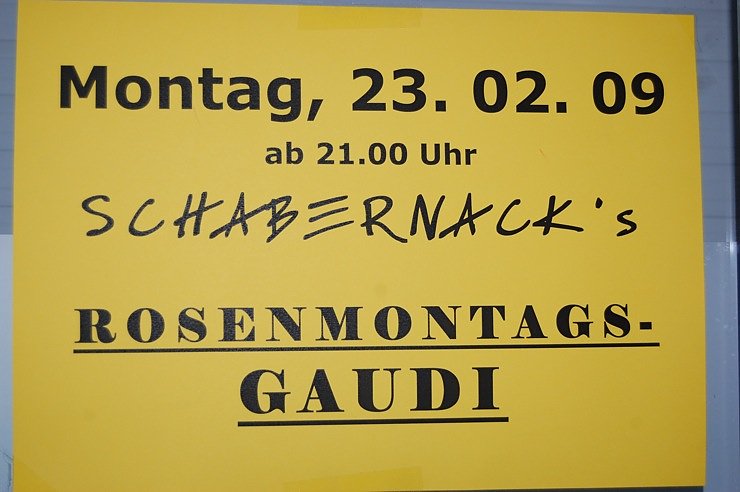 Montag, 23. 02. 09
ab 21.00 Uhr
SCHABERNACK's
ROSENMONTAGS-
GAUDI